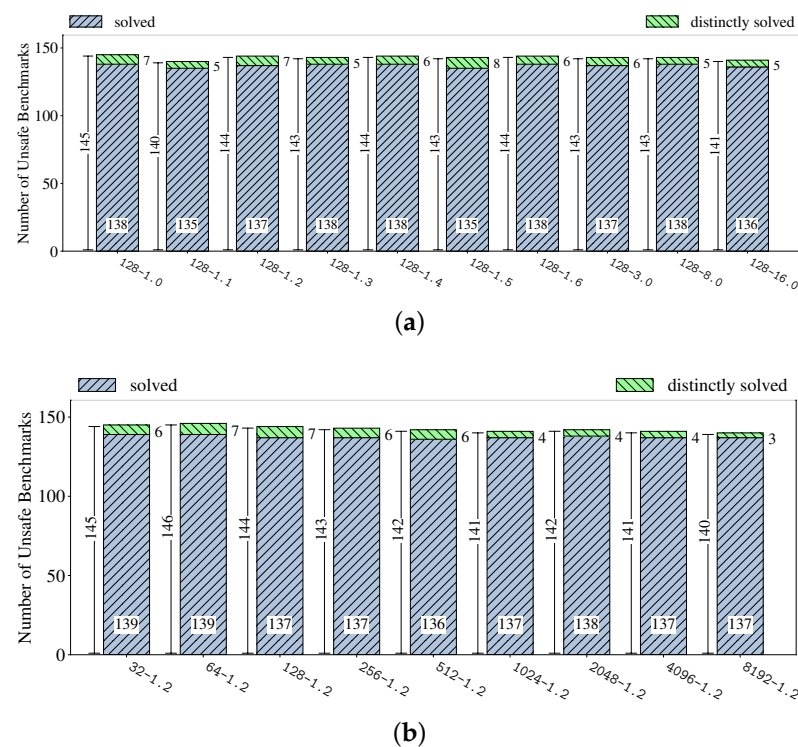 solved distinctly solved
Number of Unsafe Benchmarks
150
100
50
0
145 140 144 143 144 143 144 143 143 141
7 5 7 5 6 8 6 6 5 5
138 135 137 138 138 135 138 137 138 136
128-1.0 128-1.1 128-1.2 128-1.3 128-1.4 128-1.5 128-1.6 128-3.0 128-8.0 128-16.0
(a)
solved distinctly solved
Number of Unsafe Benchmarks
150
100
50
0
145 146 144 143 142 141 142 141 140
6 7 7 6 6 4 4 4 3
139 139 137 137 136 137 138 137 137
32-1.2 64-1.2 128-1.2 256-1.2 512-1.2 1024-1.2 2048-1.2 4096-1.2 8192-1.2
(b)